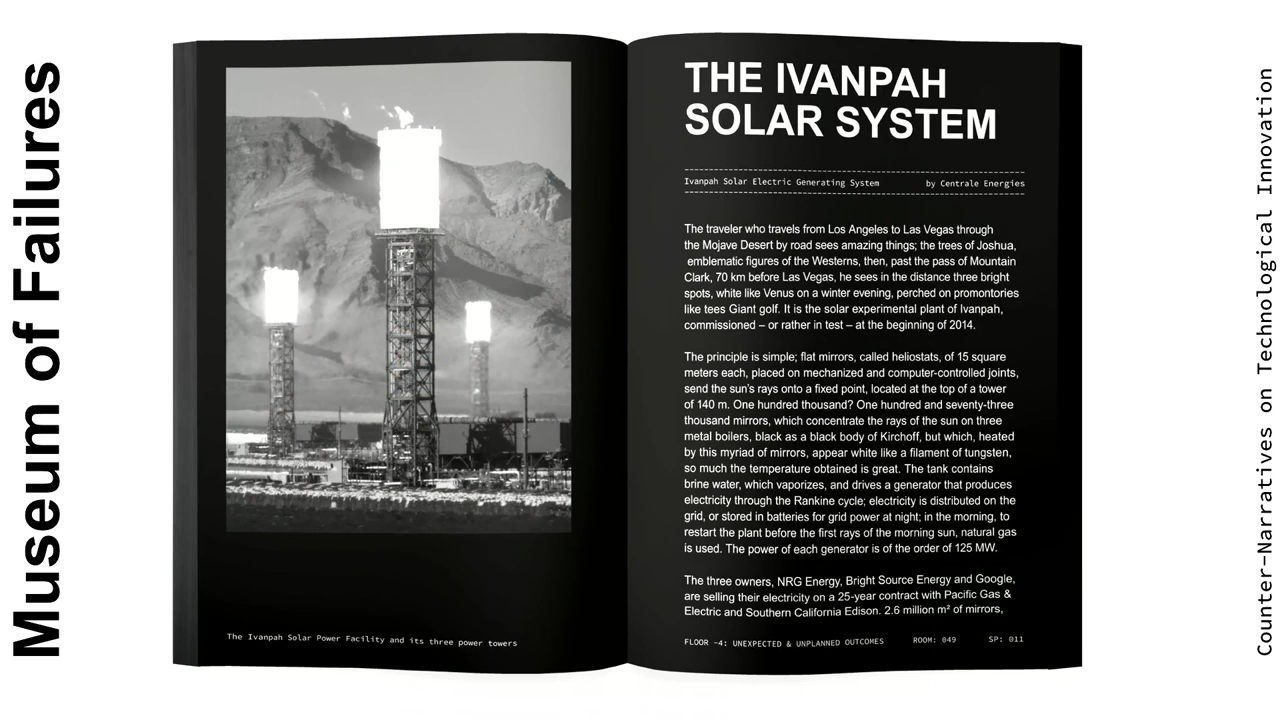 Museum of Failures
The Ivanpah Solar Power Facility and its three power towers
THE IVANPAH
SOLAR SYSTEM
Ivanpah Solar Electric Generating System by Centrale Energies
The traveler who travels from Los Angeles to Las Vegas through
the Mojave Desert by road sees amazing things; the trees of Joshua,
emblematic figures of the Westerns, then, past the pass of Mountain
Clark, 70 km before Las Vegas, he sees in the distance three bright
spots, white like Venus on a winter evening, perched on promontories
like tees Giant golf. It is the solar experimental plant of Ivanpah,
commissioned – or rather in test – at the beginning of 2014.
The principle is simple; flat mirrors, called heliostats, of 15 square
meters each, placed on mechanized and computer-controlled joints,
send the sun's rays onto a fixed point, located at the top of a tower
of 140 m. One hundred thousand? One hundred and seventy-three
thousand mirrors, which concentrate the rays of the sun on three
metal boilers, black as a black body of Kirchoff, but which, heated
by this myriad of mirrors, appear white like a filament of tungsten,
so much the temperature obtained is great. The tank contains
brine water, which vaporizes, and drives a generator that produces
electricity through the Rankine cycle; electricity is distributed on the
grid, or stored in batteries for grid power at night; in the morning, to
restart the plant before the first rays of the morning sun, natural gas
is used. The power of each generator is of the order of 125 MW.
The three owners, NRG Energy, Bright Source Energy and Google,
are selling their electricity on a 25-year contract with Pacific Gas &
Electric and Southern California Edison. 2.6 million m² of mirrors,
FLOOR -4: UNEXPECTED & UNPLANNED OUTCOMES ROOM: 049 SP: 011
Counter-Narratives on Technological Innovation